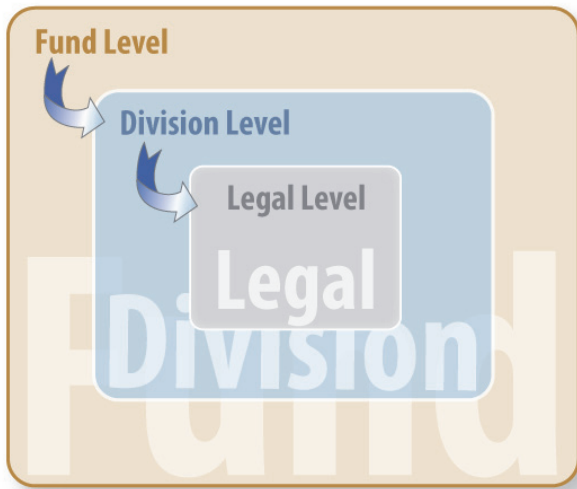 Fund Level
Division Level
Legal Level
Legal
Division
Fund